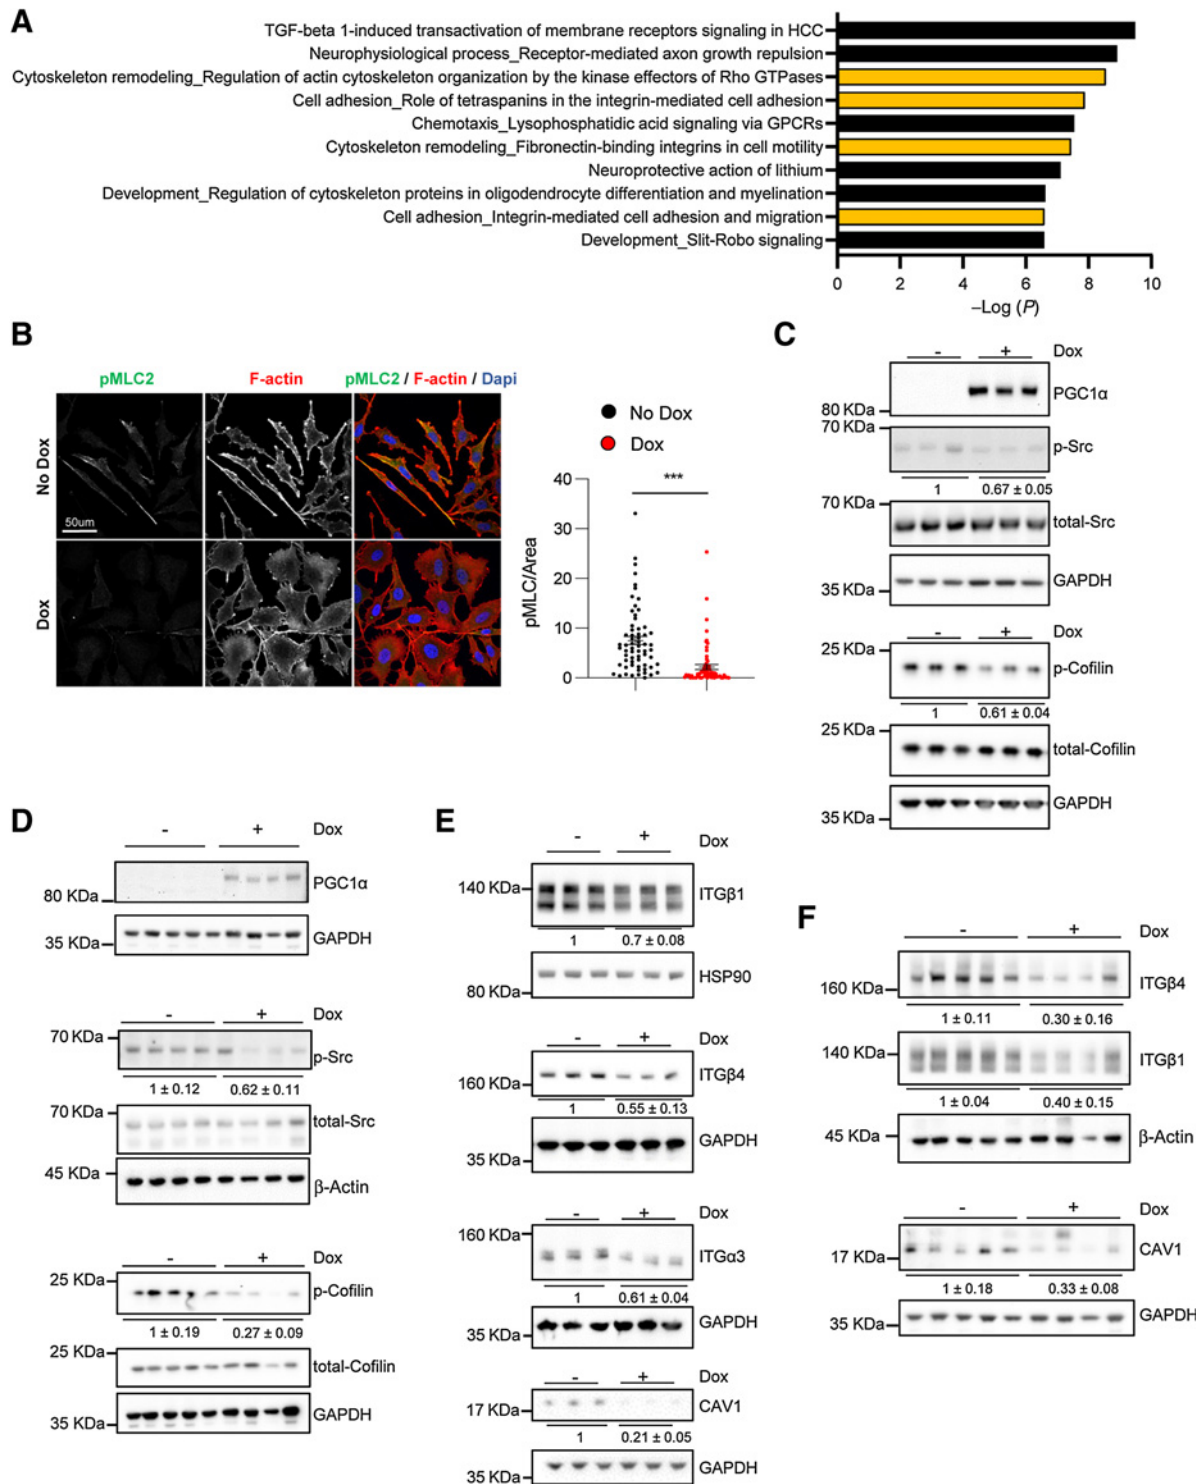 A
TGF-beta 1-induced transactivation of membrane receptors signaling in HCC
Neurophysiological process_Receptor-mediated axon growth repulsion
Cytoskeleton remodeling_Regulation of actin cytoskeleton organization by the kinase effectors of Rho GTPases
Cell adhesion_Role of tetraspanins in the integrin-mediated cell adhesion
Chemotaxis_Lysophosphatidic acid signaling via GPCRs
Cytoskeleton remodeling_Fibronectin-binding integrins in cell motility
Neuroprotective action of lithium
Development_Regulation of cytoskeleton proteins in oligodendrocyte differentiation and myelination
Cell adhesion_Integrin-mediated cell adhesion and migration
Development_Slit-Robo signaling
0 2 4 6 8 10
–Log (P)
B
pMLC2 F-actin pMLC2 / F-actin / Dapi
No Dox
50um
Dox
No Dox
Dox
***
pMLC/Area
40
30
20
10
0
C
- + Dox
PGC1α
80 KDa
70 KDa
p-Src
1 0.67 ± 0.05
70 KDa
total-Src
GAPDH
35 KDa
- + Dox
25 KDa
p-Cofilin
1 0.61 ± 0.04
25 KDa
total-Cofilin
GAPDH
35 KDa
D
- + Dox
PGC1α
80 KDa
GAPDH
35 KDa
- + Dox
70 KDa
p-Src
1 ± 0.12 0.62 ± 0.11
70 KDa
total-Src
45 KDa
β-Actin
- + Dox
25 KDa
p-Cofilin
1 ± 0.19 0.27 ± 0.09
25 KDa
total-Cofilin
GAPDH
35 KDa
E
- + Dox
140 KDa
ITGβ1
1 0.7 ± 0.08
HSP90
80 KDa
- + Dox
ITGβ4
160 KDa
1 0.55 ± 0.13
GAPDH
35 KDa
- + Dox
160 KDa
ITGα3
1 0.61 ± 0.04
GAPDH
35 KDa
- + Dox
CAV1
17 KDa
1 0.21 ± 0.05
GAPDH
35 KDa
F
- + Dox
ITGβ4
160 KDa
1 ± 0.11 0.30 ± 0.16
140 KDa
ITGβ1
1 ± 0.04 0.40 ± 0.15
45 KDa
β-Actin
- + Dox
CAV1
17 KDa
1 ± 0.18 0.33 ± 0.08
GAPDH
35 KDa